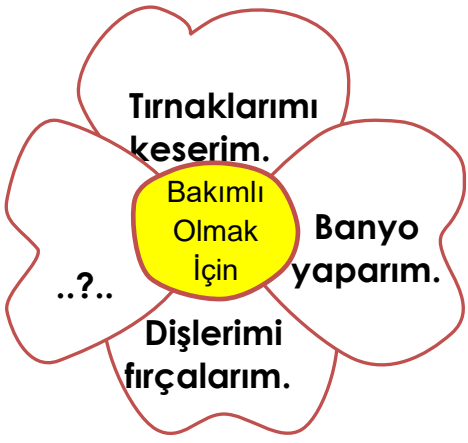 Tırnaklarımı
keserim.
Bakımlı
Olmak
İçin
Banyo
yaparım.
..?..
Dişlerimi
fırçalarım.